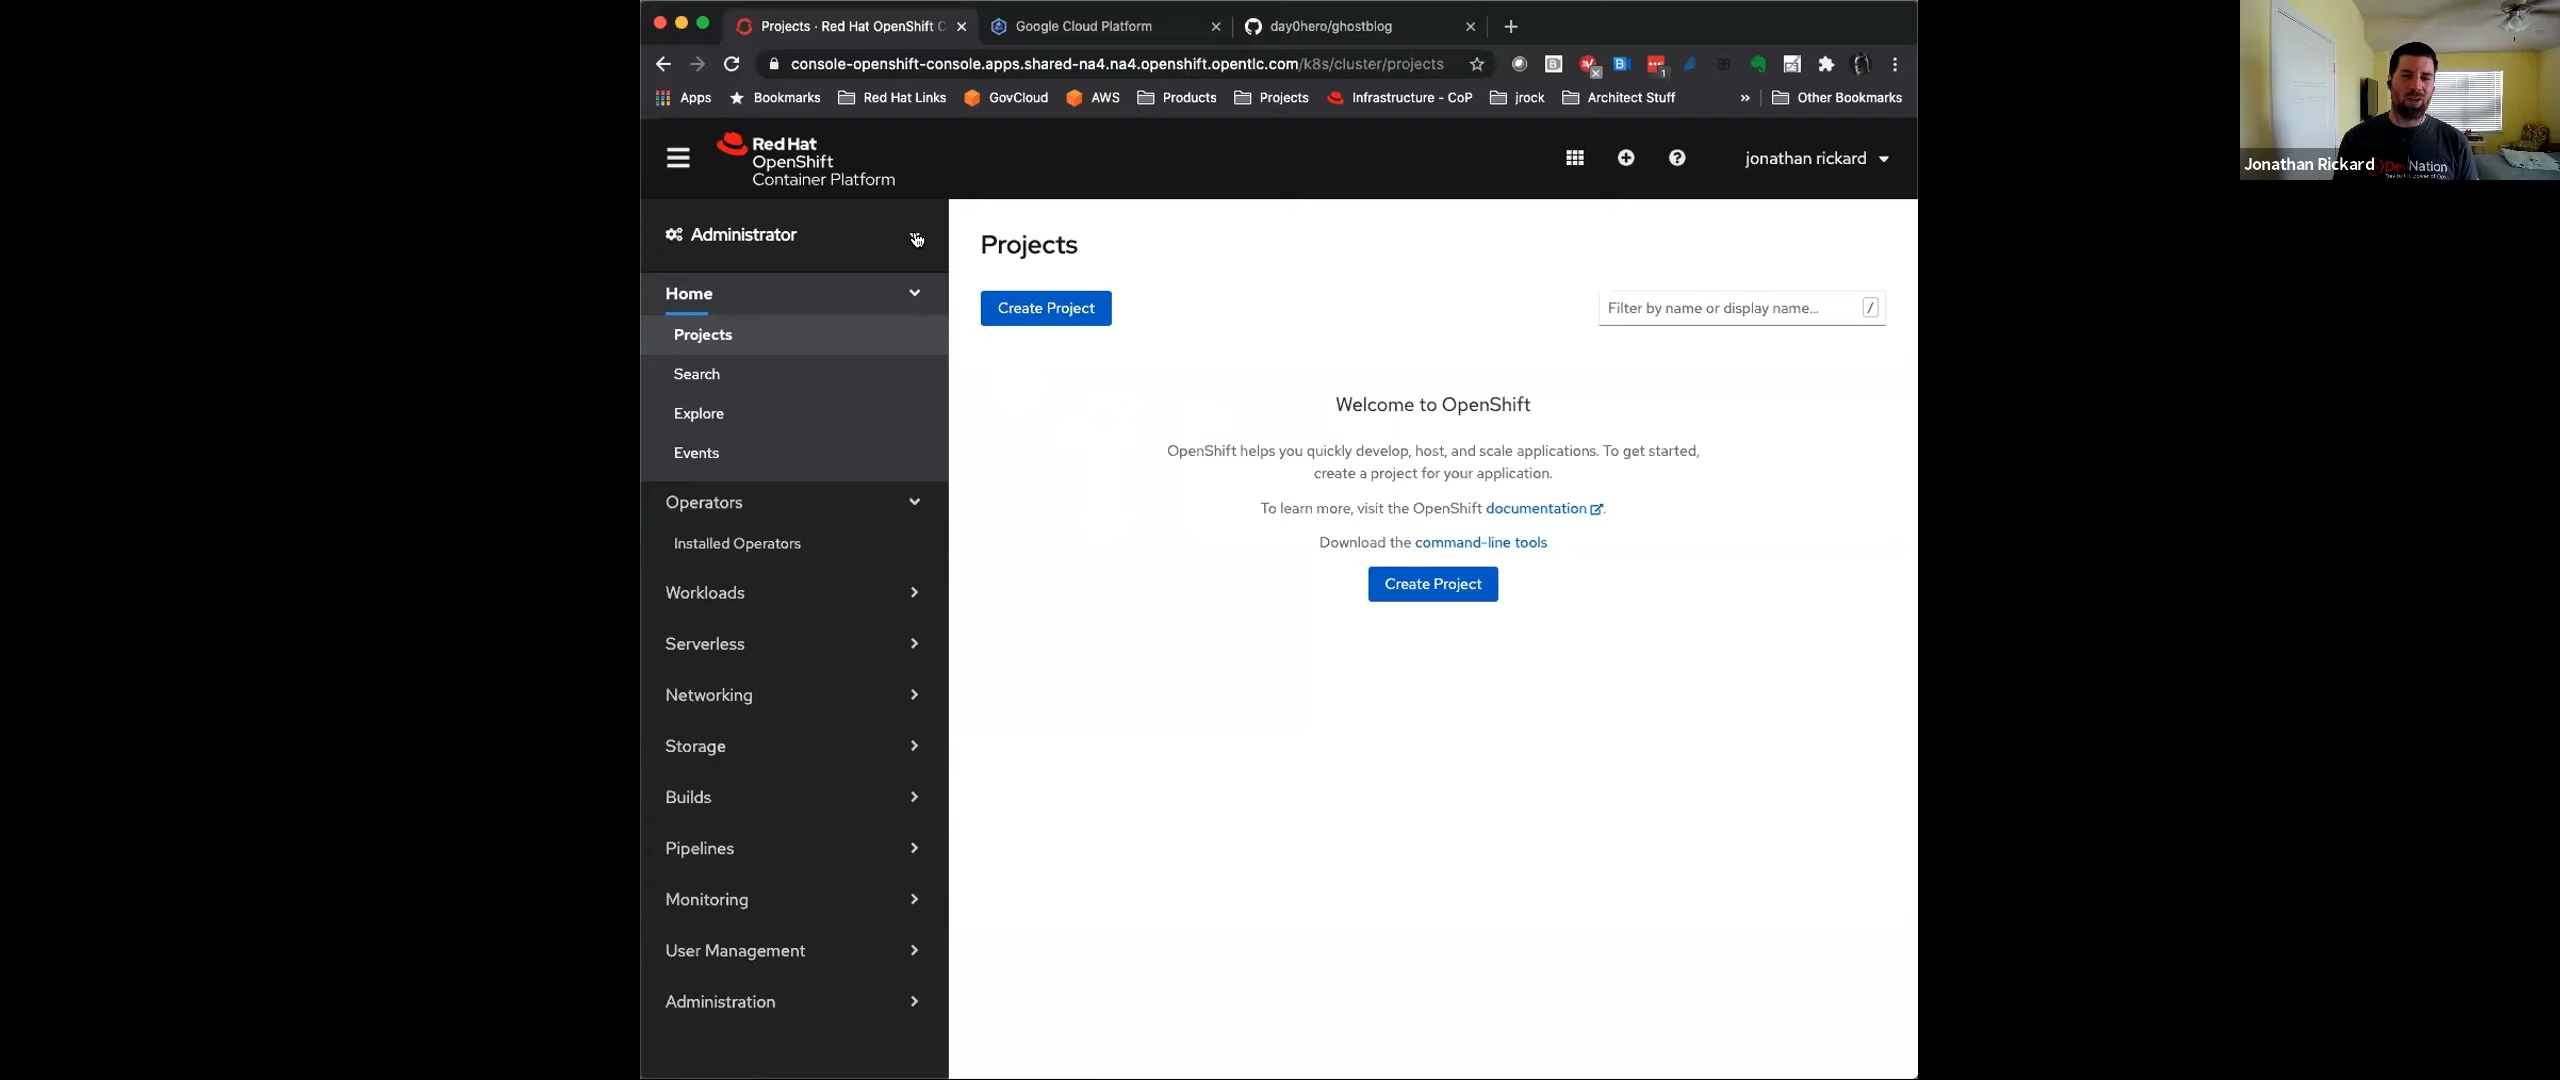 Projects · Red Hat OpenShift C
Google Cloud Platform
day0hero/ghostblog
console-openshift-console.apps.shared-na4.na4.openshift.opentlc.com/k8s/cluster/projects
Apps
Bookmarks
Red Hat Links
GovCloud
AWS
Products
Projects
Infrastructure - CoP
jrock
Architect Stuff
»
Other Bookmarks
Red Hat
OpenShift
Container Platform
jonathan rickard
Jonathan Rickard
DevNation
Administrator
Home
Projects
Search
Explore
Events
Operators
Installed Operators
Workloads
Serverless
Networking
Storage
Builds
Pipelines
Monitoring
User Management
Administration
Projects
Create Project
Filter by name or display name...
/
Welcome to OpenShift
OpenShift helps you quickly develop, host, and scale applications. To get started,
create a project for your application.
To learn more, visit the OpenShift documentation.
Download the command-line tools
Create Project